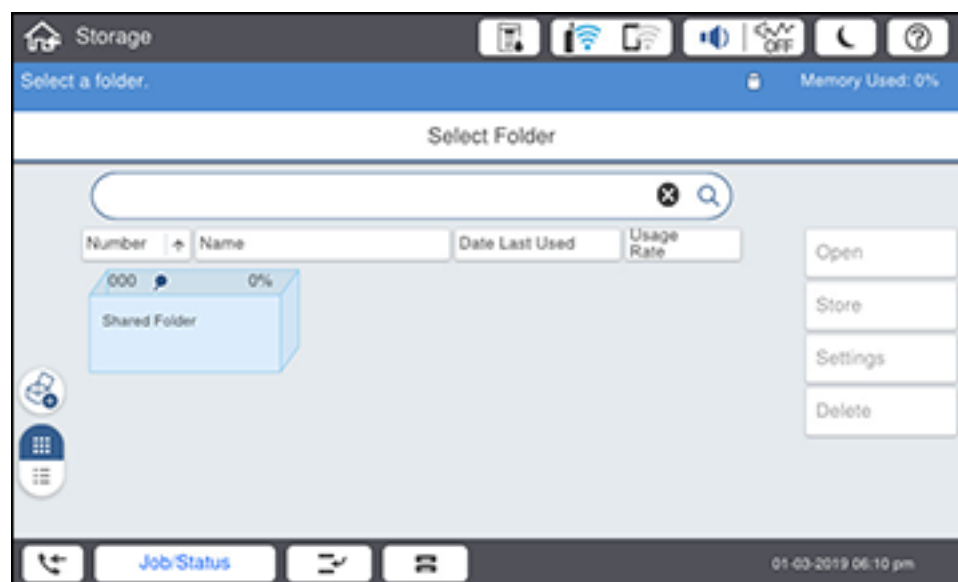 Storage
OFF
Select a folder.
Memory Used: 0%
Select Folder
Number
Name
Date Last Used
Usage
Rate
000
0%
Shared Folder
Open
Store
Settings
Delete
Job/Status
01-03-2019 06:10 pm